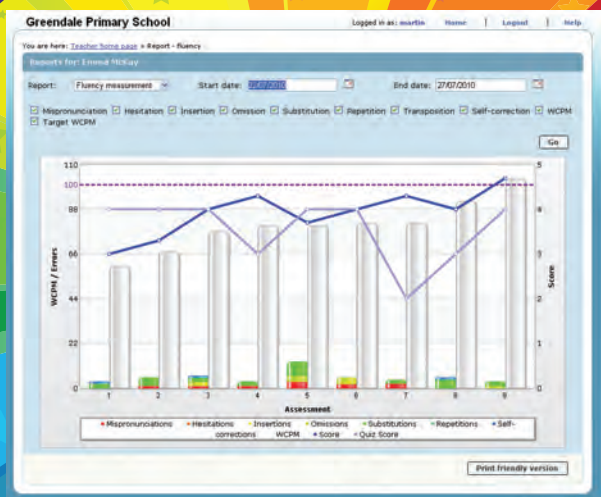 Greendale Primary School
Logged in as: martin Home | Logout | Help
You are here: Teacher home page » Report - fluency
Reports for: Emma McKay
Report: Fluency measurement Start date: End date: 27/07/2010
Mispronunciation Hesitation Insertion Omission Substitution Repetition Transposition Self-correction WCPM
Target WCPM
Go
110 5
100
88 4
66 3
44 2
22 1
0 0
WCPM / Errors
Score
1 2 3 4 5 6 7 8 9
Assessment
Mispronunciations Hesitations Insertions Omissions Substitutions Repetitions Self-
corrections WCPM Score Quiz Score
Print friendly version